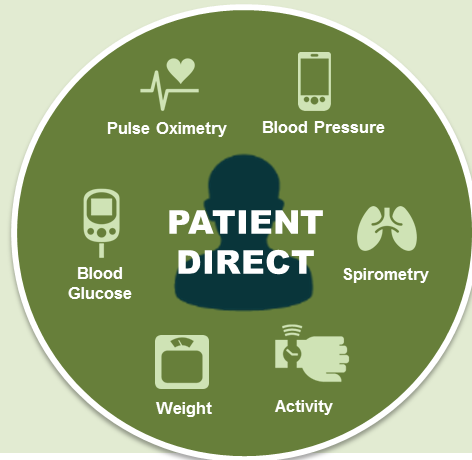 Pulse Oximetry
Blood Pressure
PATIENT
DIRECT
Blood
Glucose
Spirometry
Weight
Activity